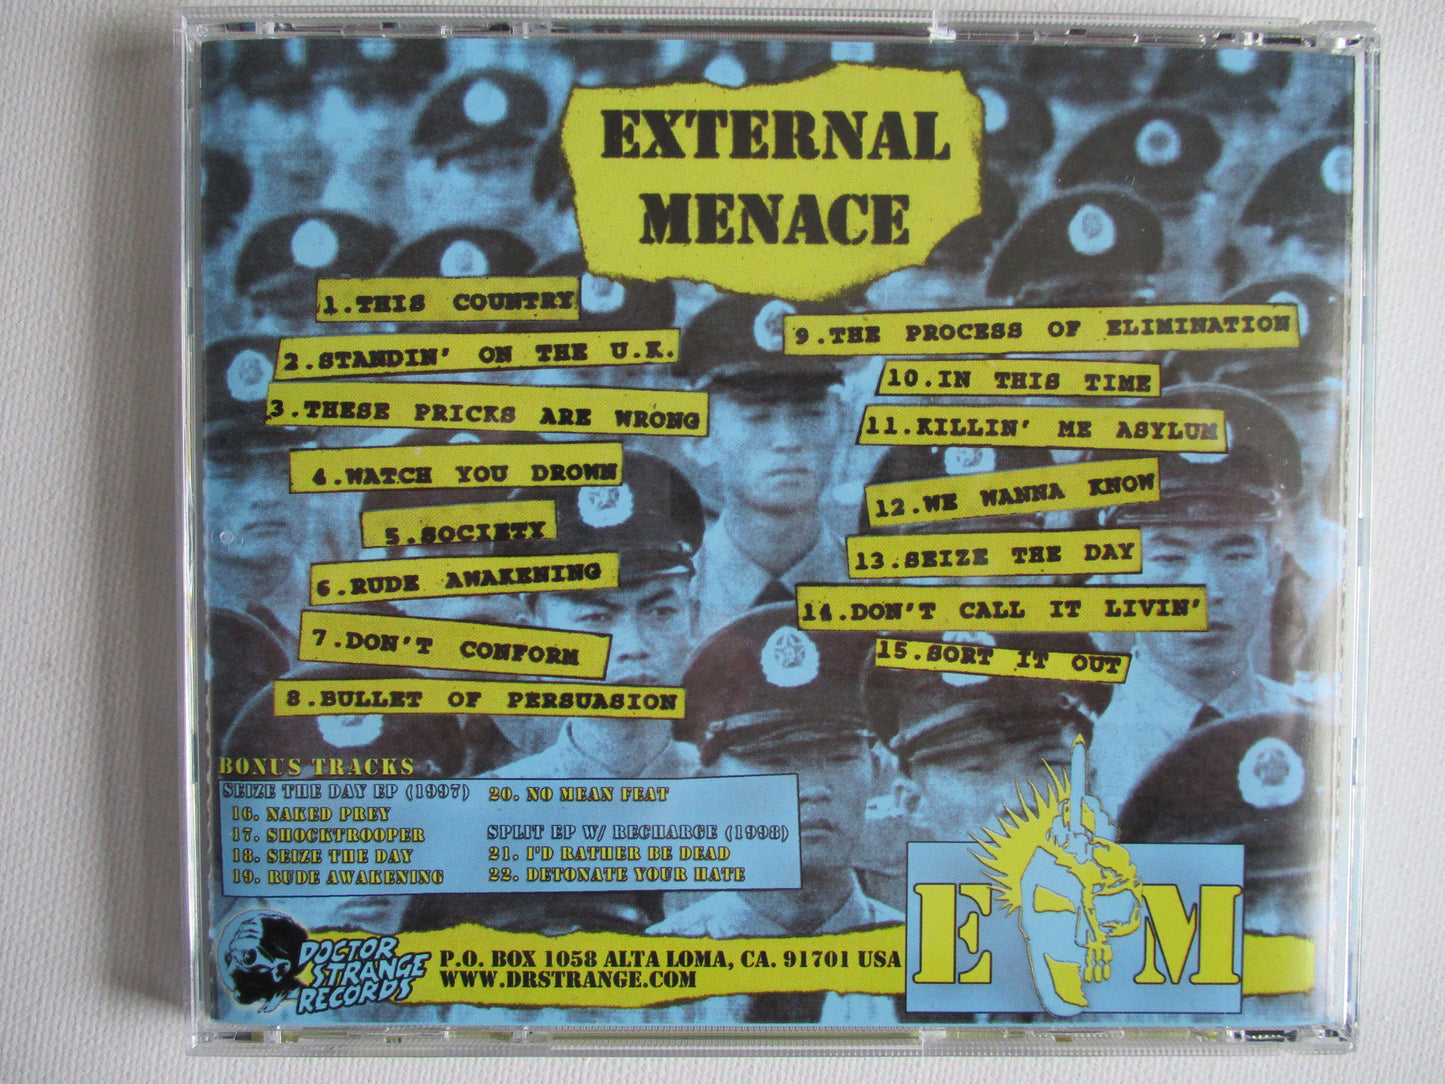 EXTERNAL
MENACE
1.THIS COUNTRY
2.STANDIN' ON THE U.K.
3.THESE PRICKS ARE WRONG
4.WATCH YOU DROWN
5.SOCIETY
6.RUDE AWAKENING
7.DON'T CONFORM
8.BULLET OF PERSUASION
9.THE PROCESS OF ELIMINATION
10.IN THIS TIME
11.KILLIN' ME ASYLUM
12.WE WANNA KNOW
13.SEIZE THE DAY
14.DON'T CALL IT LIVIN'
15.SORT IT OUT
BONUS TRACKS
SEIZE THE DAY EP (1997)
16. NAKED PREY
17. SHOCKTROOPER
18. SEIZE THE DAY
19. RUDE AWAKENING
20. NO MEAN FEAT
SPLIT EP W/ RECHARGE (1998)
21. I'D RATHER BE DEAD
22. DETONATE YOUR HATE
DOCTOR
STRANGE
RECORDS
P.O. BOX 1058 ALTA LOMA, CA. 91701 USA
WWW.DRSTRANGE.COM
E M